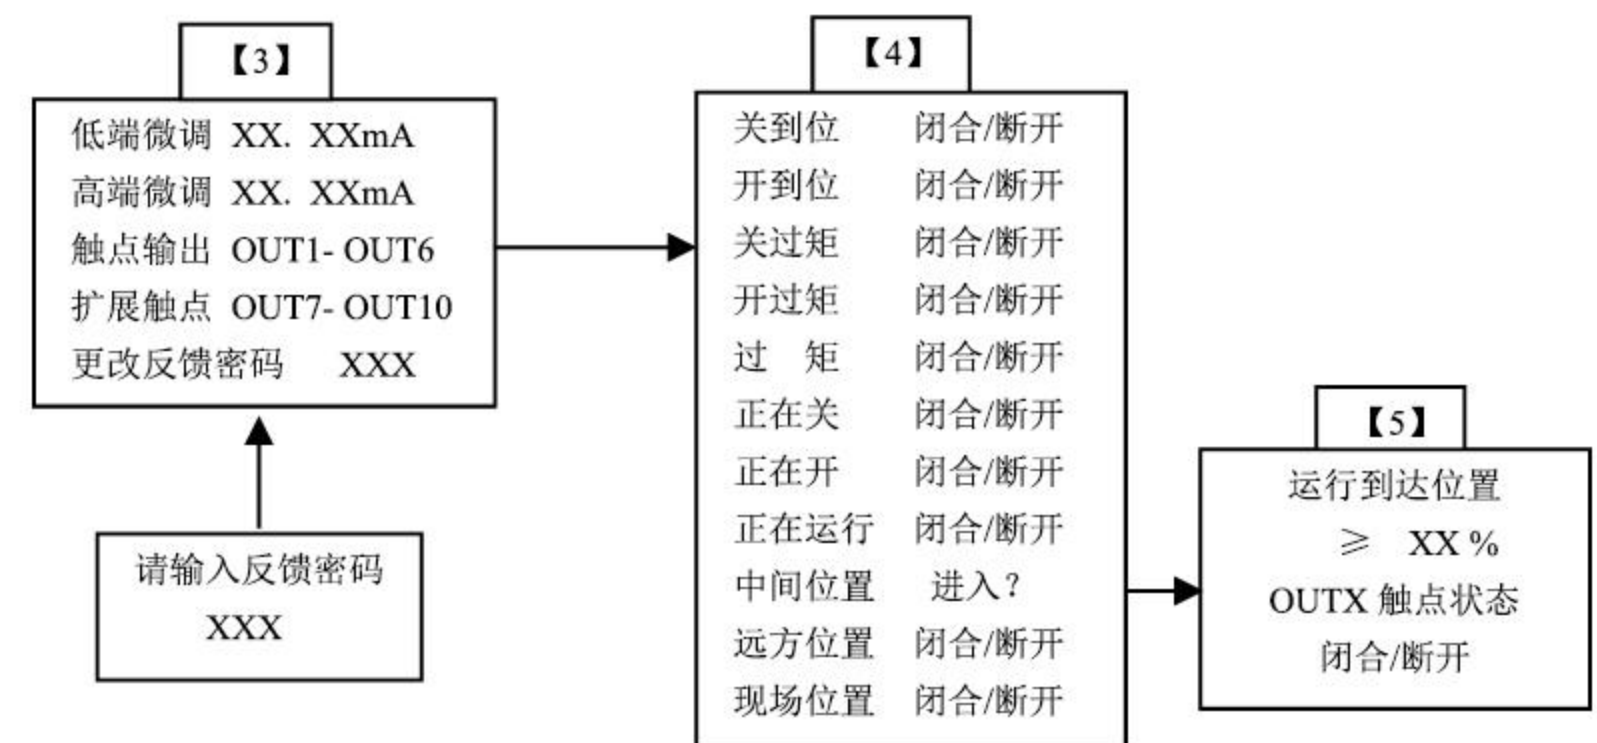 【3】
低端微调 XX. XXmA
高端微调 XX. XXmA
触点输出 OUT1- OUT6
扩展触点 OUT7- OUT10
更改反馈密码 XXX
请输入反馈密码
XXX
【4】
关到位 闭合/断开
开到位 闭合/断开
关过矩 闭合/断开
开过矩 闭合/断开
过 矩 闭合/断开
正在关 闭合/断开
正在开 闭合/断开
正在运行 闭合/断开
中间位置 进入?
远方位置 闭合/断开
现场位置 闭合/断开
【5】
运行到达位置
≥ XX %
OUTX 触点状态
闭合/断开